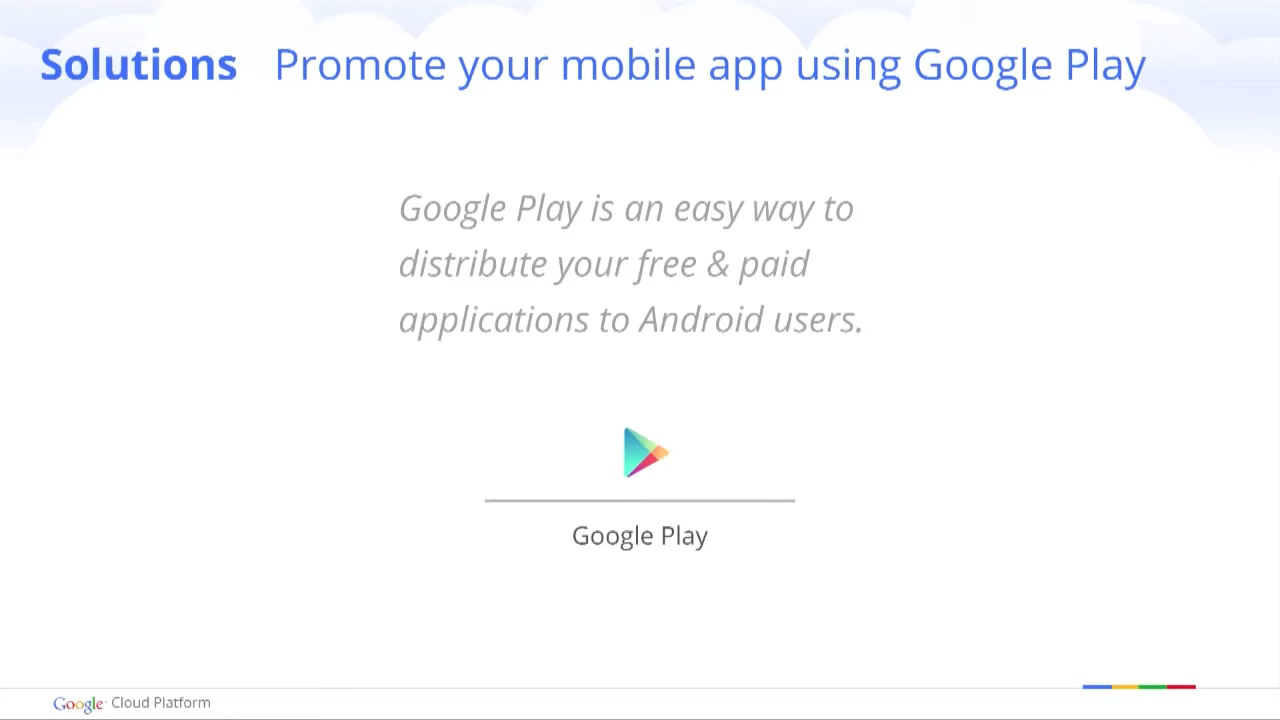 Solutions Promote your mobile app using Google Play
Google Play is an easy way to
distribute your free & paid
applications to Android users.
Google Play
Google Cloud Platform